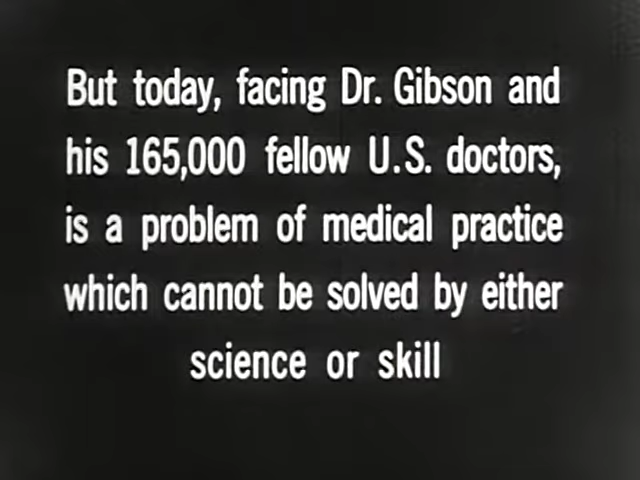 But today, facing Dr. Gibson and
his 165,000 fellow U.S. doctors,
is a problem of medical practice
which cannot be solved by either
science or skill